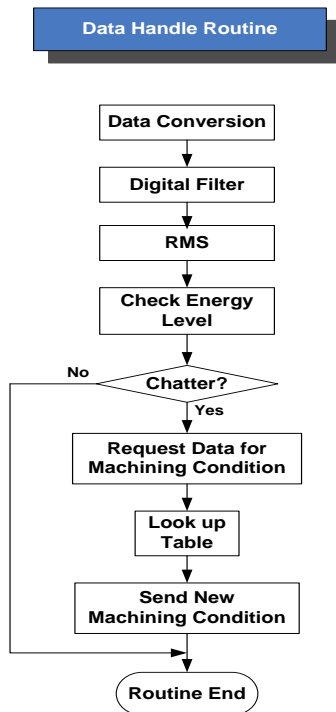 Data Handle Routine
Data Conversion
Digital Filter
RMS
Check Energy
Level
No
Chatter?
Yes
Request Data for
Machining Condition
Look up
Table
Send New
Machining Condition
Routine End